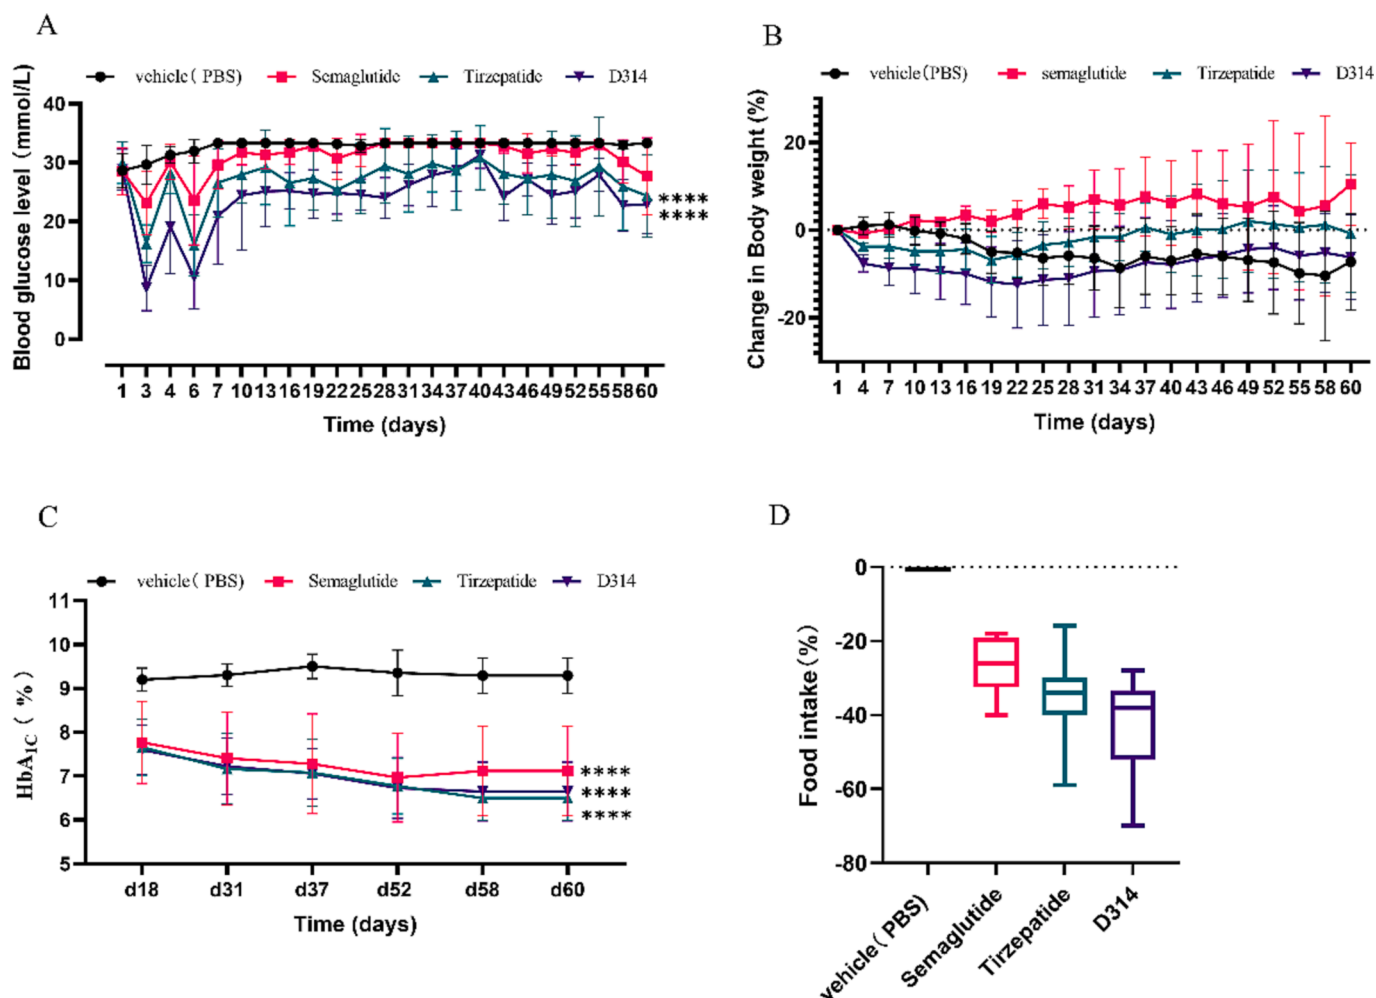 A
vehicle( PBS) Semaglutide Tirzepatide D314
Blood glucose level (mmol/L)
40
30
20
10
0
****
****
1 3 4 6 7 10 13 16 19 22 25 28 31 34 37 40 43 46 49 52 55 58 60
Time (days)
B
vehicle(PBS) semaglutide Tirzepatide D314
Change in Body weight (%)
20
0
-20
1 4 7 10 13 16 19 22 25 28 31 34 37 40 43 46 49 52 55 58 60
Time (days)
C
vehicle( PBS) Semaglutide Tirzepatide D314
HbA1C ( %)
11
10
9
8
7
6
5
****
****
****
d18 d31 d37 d52 d58 d60
Time (days)
D
Food intake(%)
0
-20
-40
-60
-80
vehicle( PBS)
Semaglutide
Tirzepatide
D314